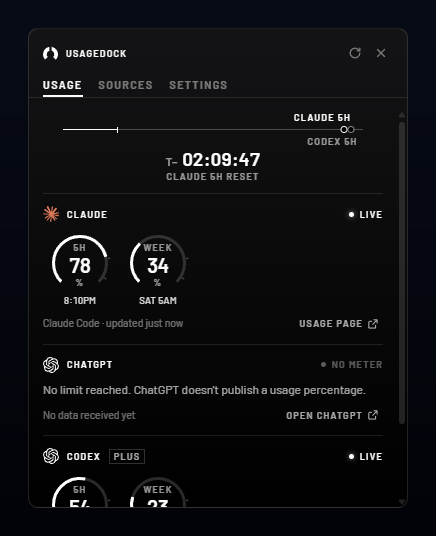 USAGEDOCK
USAGE SOURCES SETTINGS
CLAUDE 5H
CODEX 5H
T– 02:09:47
CLAUDE 5H RESET
CLAUDE LIVE
5H WEEK
78 34
% %
8:10PM SAT 5AM
Claude Code · updated just now USAGE PAGE
CHATGPT NO METER
No limit reached. ChatGPT doesn't publish a usage percentage.
No data received yet OPEN CHATGPT
CODEX PLUS LIVE
5H WEEK
54 23